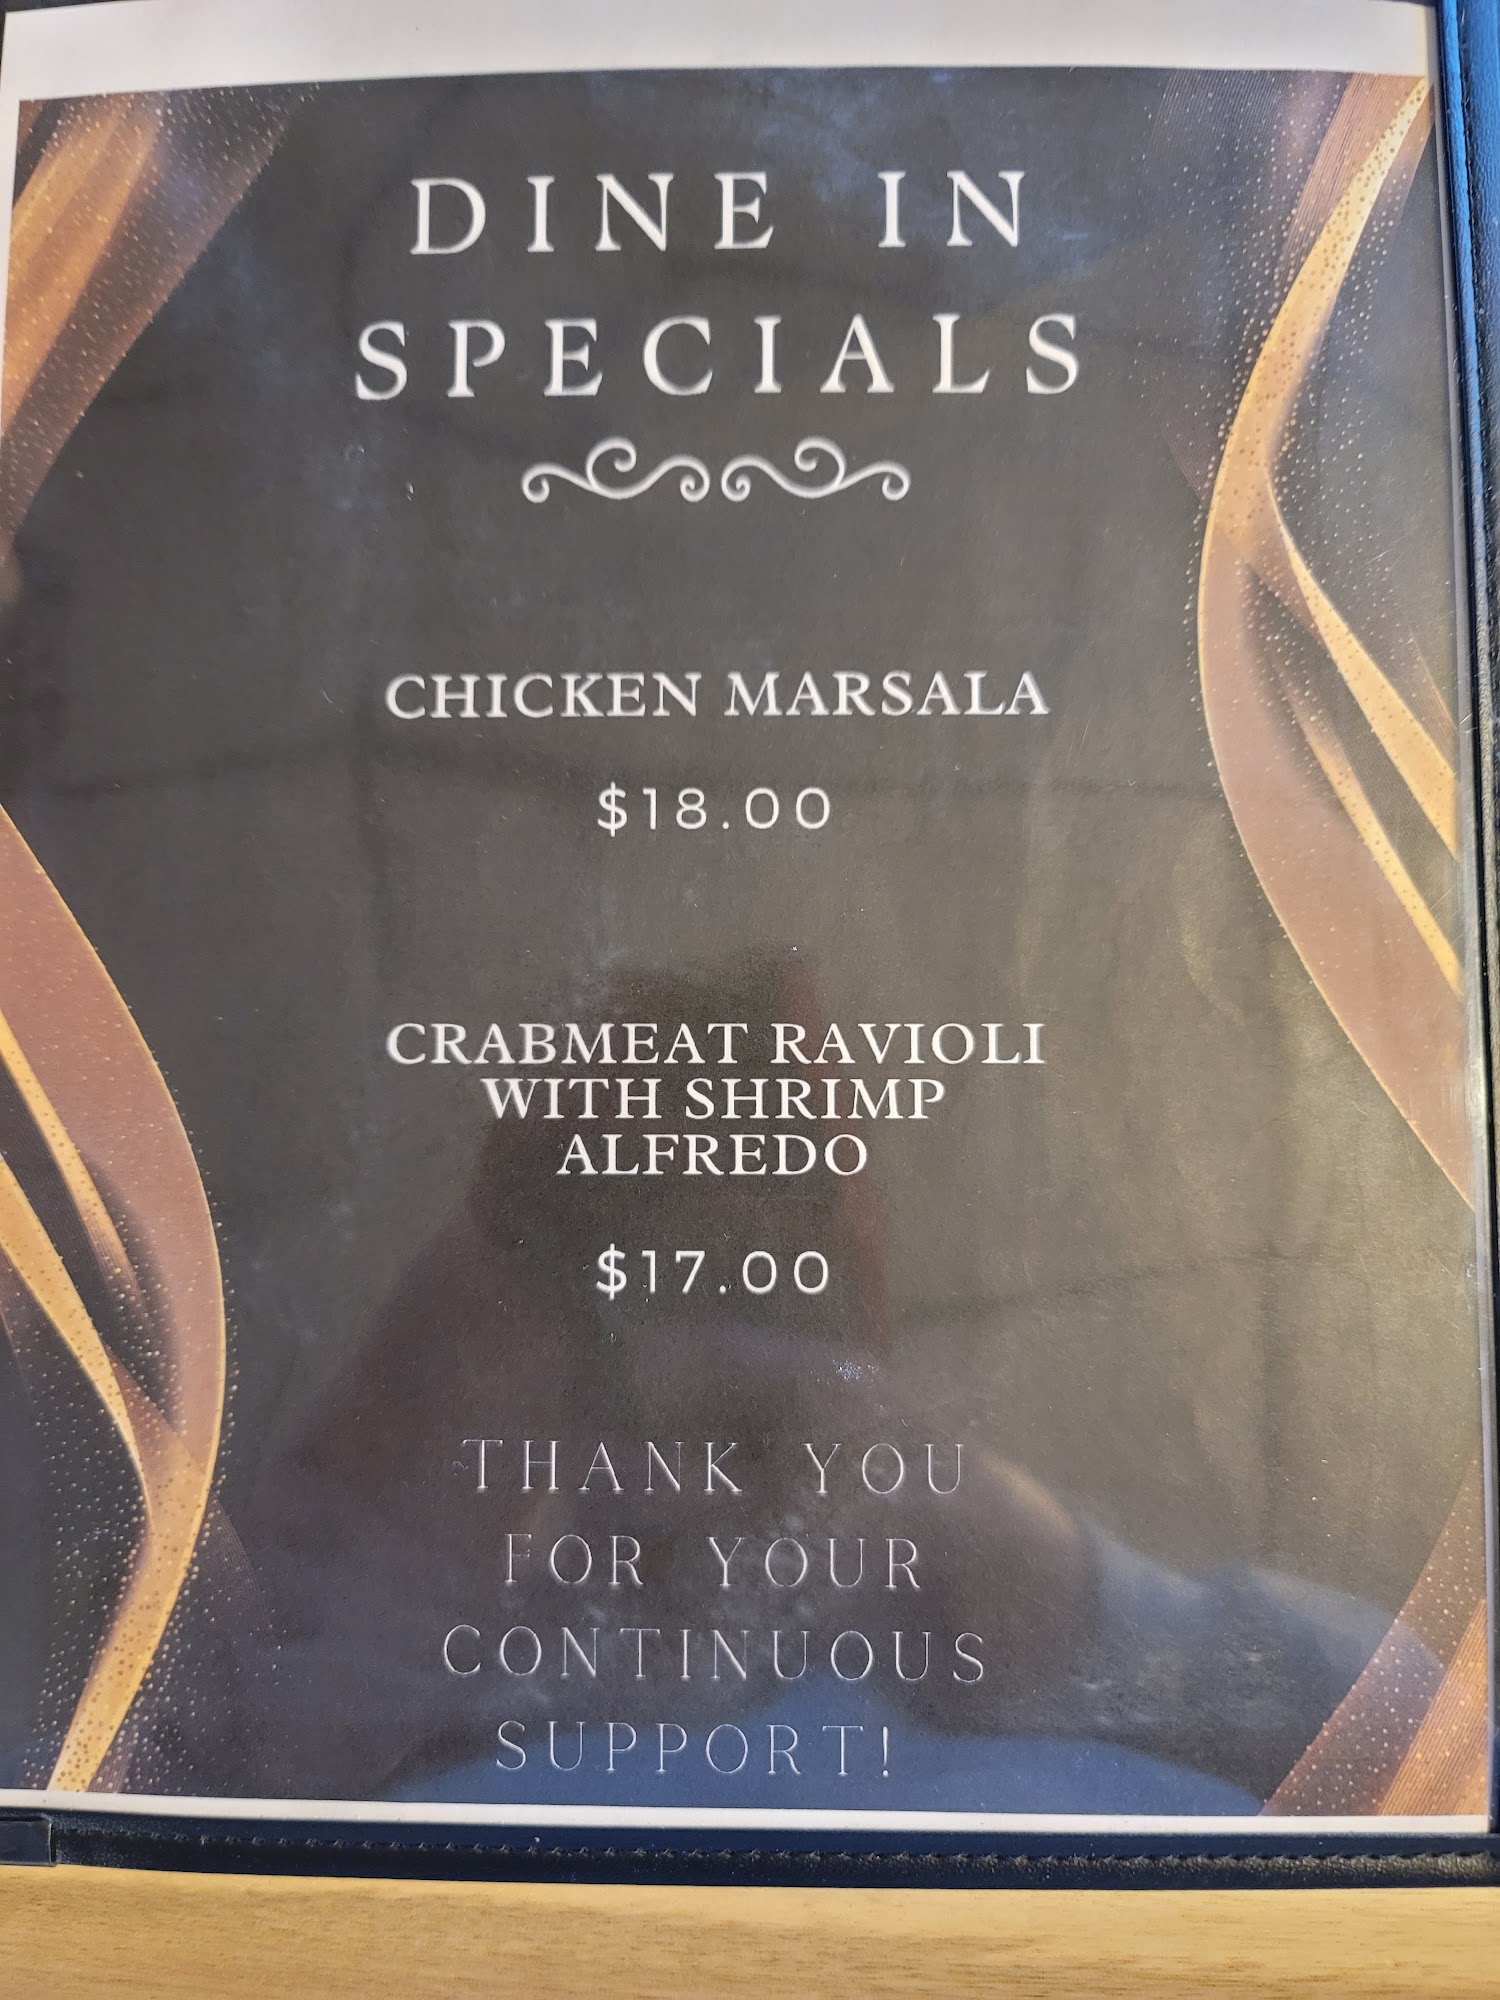 DINE IN
SPECIALS
CHICKEN MARSALA
$18.00
CRABMEAT RAVIOLI
WITH SHRIMP
ALFREDO
$17.00
THANK YOU
FOR YOUR
CONTINUOUS
SUPPORT!